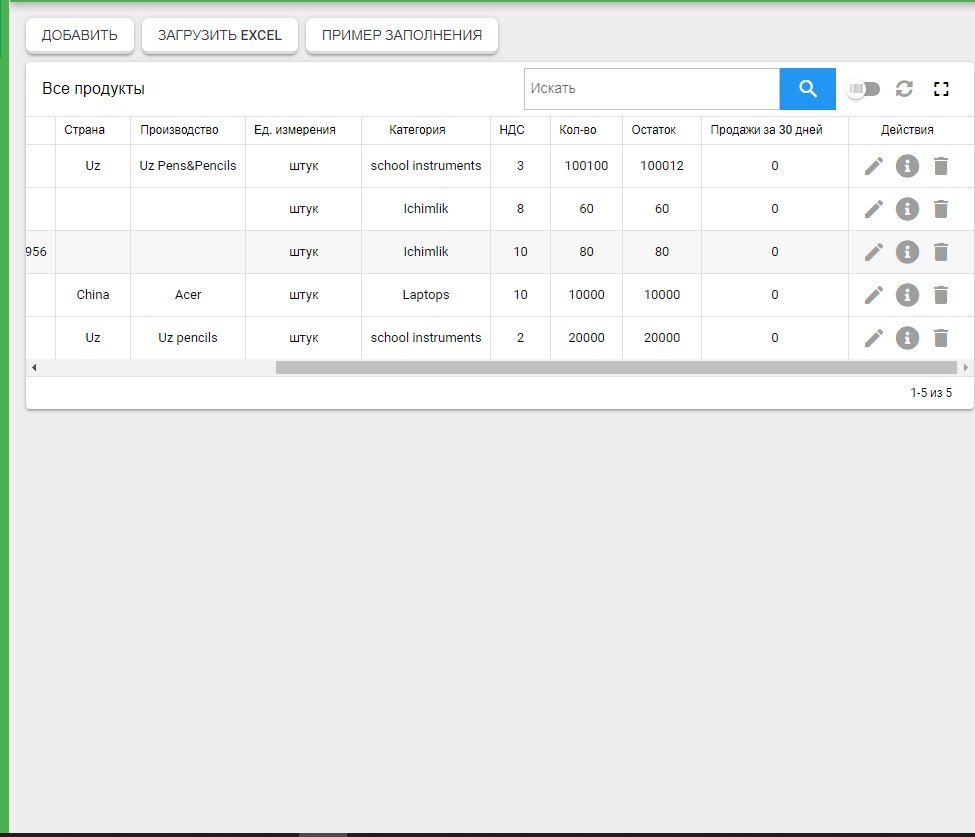 ДОБАВИТЬ ЗАГРУЗИТЬ EXCEL ПРИМЕР ЗАПОЛНЕНИЯ
Все продукты Искать
Страна Производство Ед. измерения Категория НДС Кол-во Остаток Продажи за 30 дней Действия
Uz Uz Pens&Pencils штук school instruments 3 100100 100012 0
штук Ichimlik 8 60 60 0
956 штук Ichimlik 10 80 80 0
China Acer штук Laptops 10 10000 10000 0
Uz Uz pencils штук school instruments 2 20000 20000 0
1-5 из 5